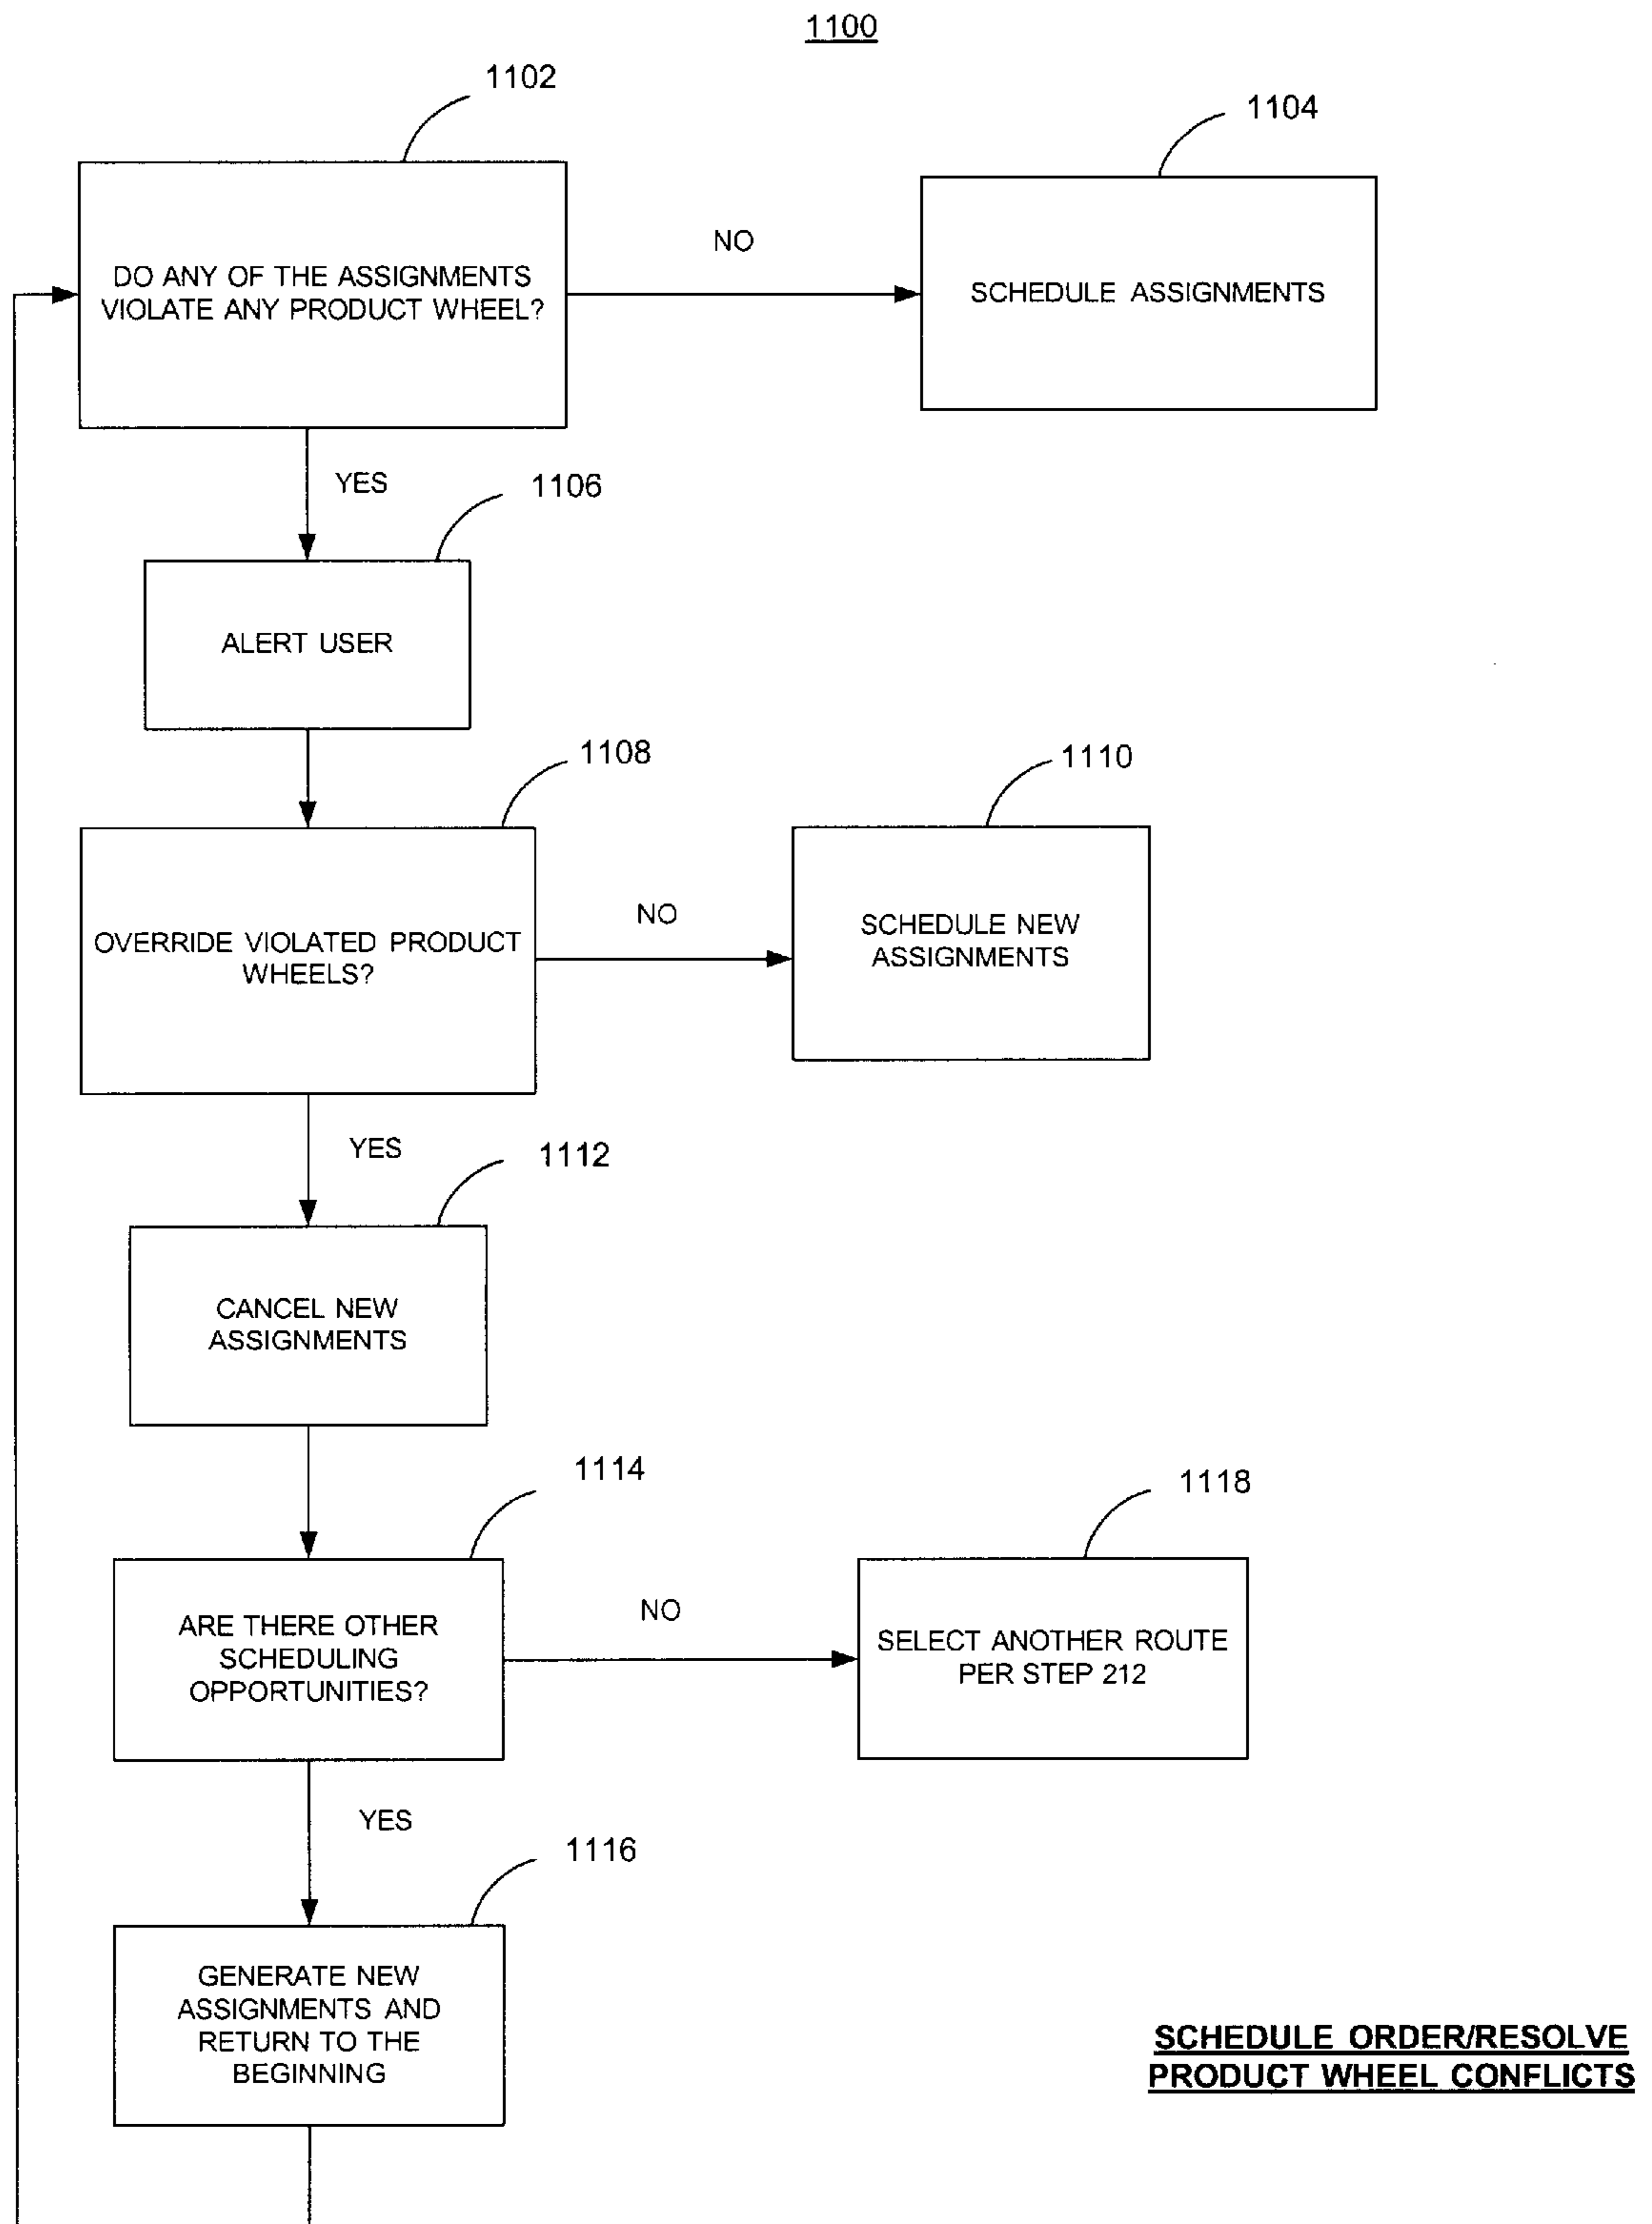 1100
1102
1104
DO ANY OF THE ASSIGNMENTS
VIOLATE ANY PRODUCT WHEEL?
NO
SCHEDULE ASSIGNMENTS
YES
1106
ALERT USER
1108
1110
OVERRIDE VIOLATED PRODUCT
WHEELS?
NO
SCHEDULE NEW
ASSIGNMENTS
YES
1112
CANCEL NEW
ASSIGNMENTS
1114
1118
ARE THERE OTHER
SCHEDULING
OPPORTUNITIES?
NO
SELECT ANOTHER ROUTE
PER STEP 212
YES
1116
GENERATE NEW
ASSIGNMENTS AND
RETURN TO THE
BEGINNING
SCHEDULE ORDER/RESOLVE
PRODUCT WHEEL CONFLICTS